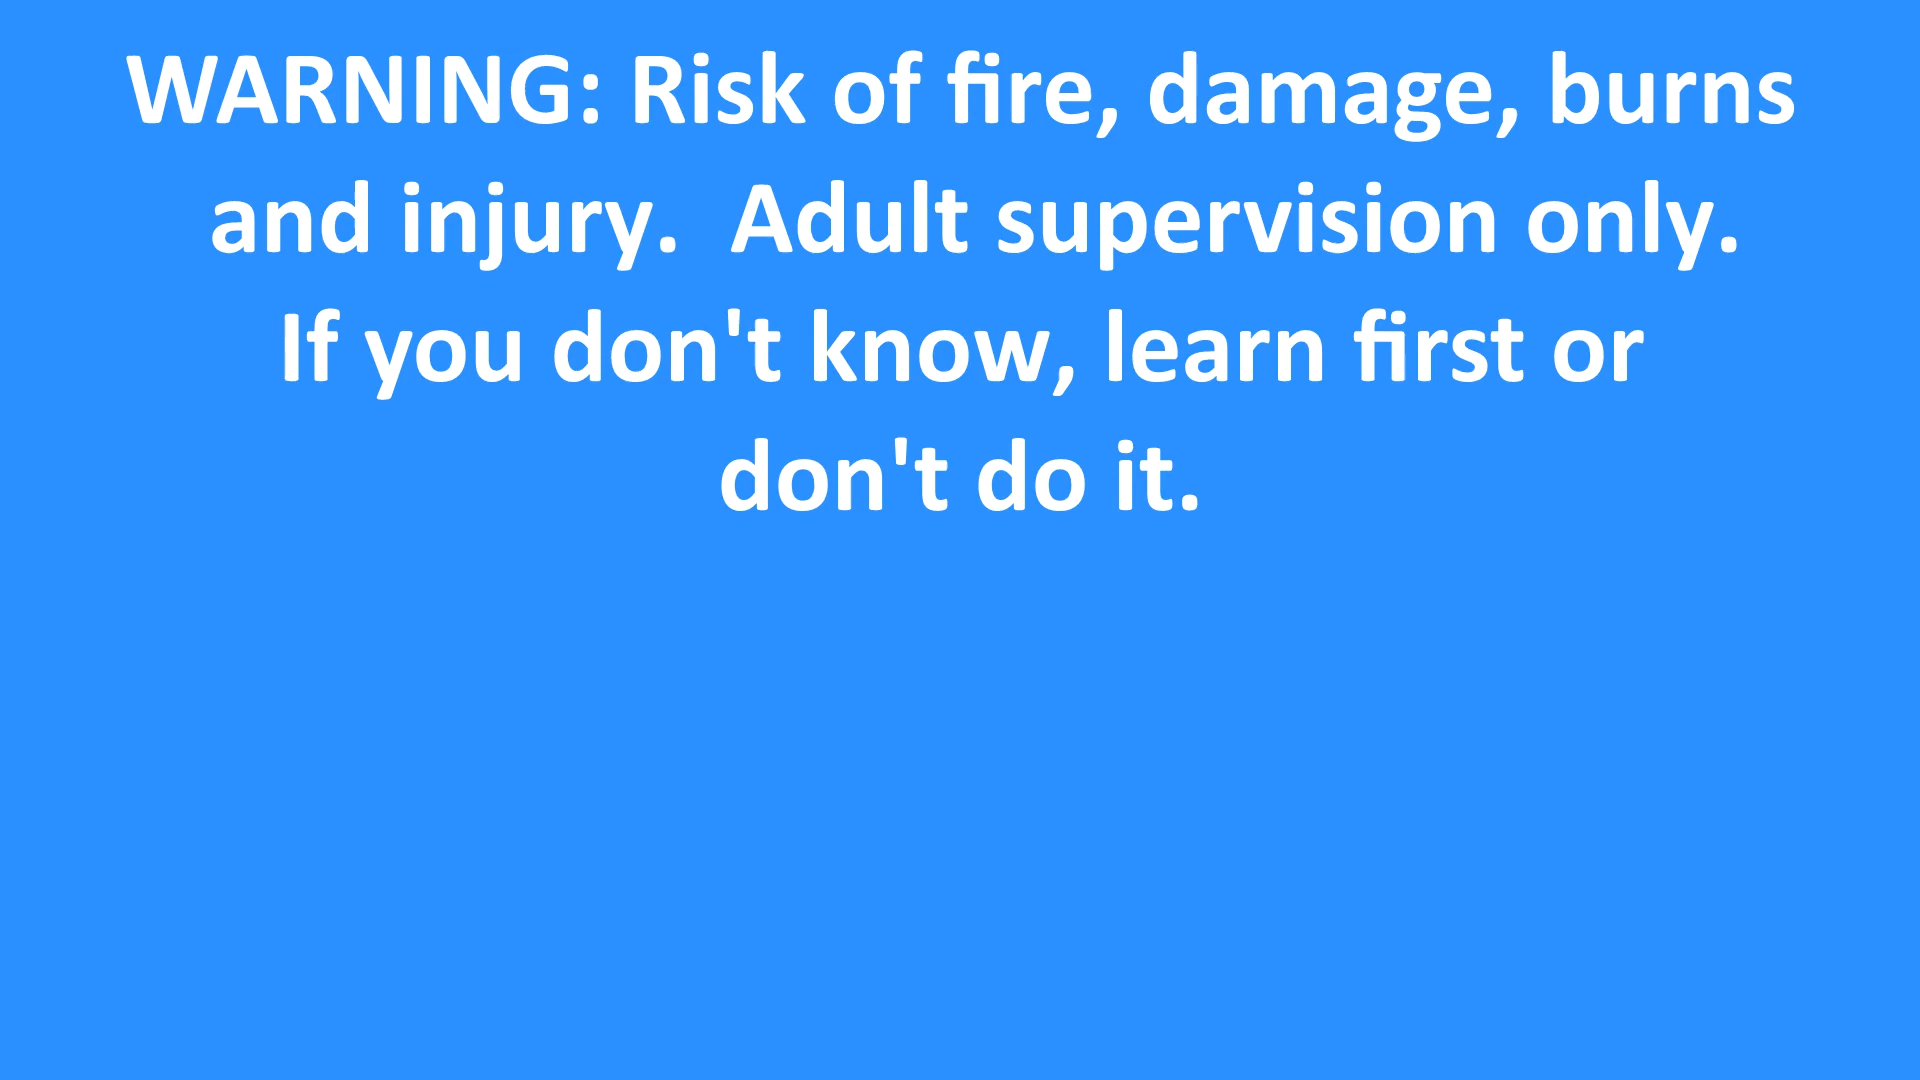 WARNING: Risk of fire, damage, burns
and injury.  Adult supervision only.
If you don't know, learn first or
don't do it.